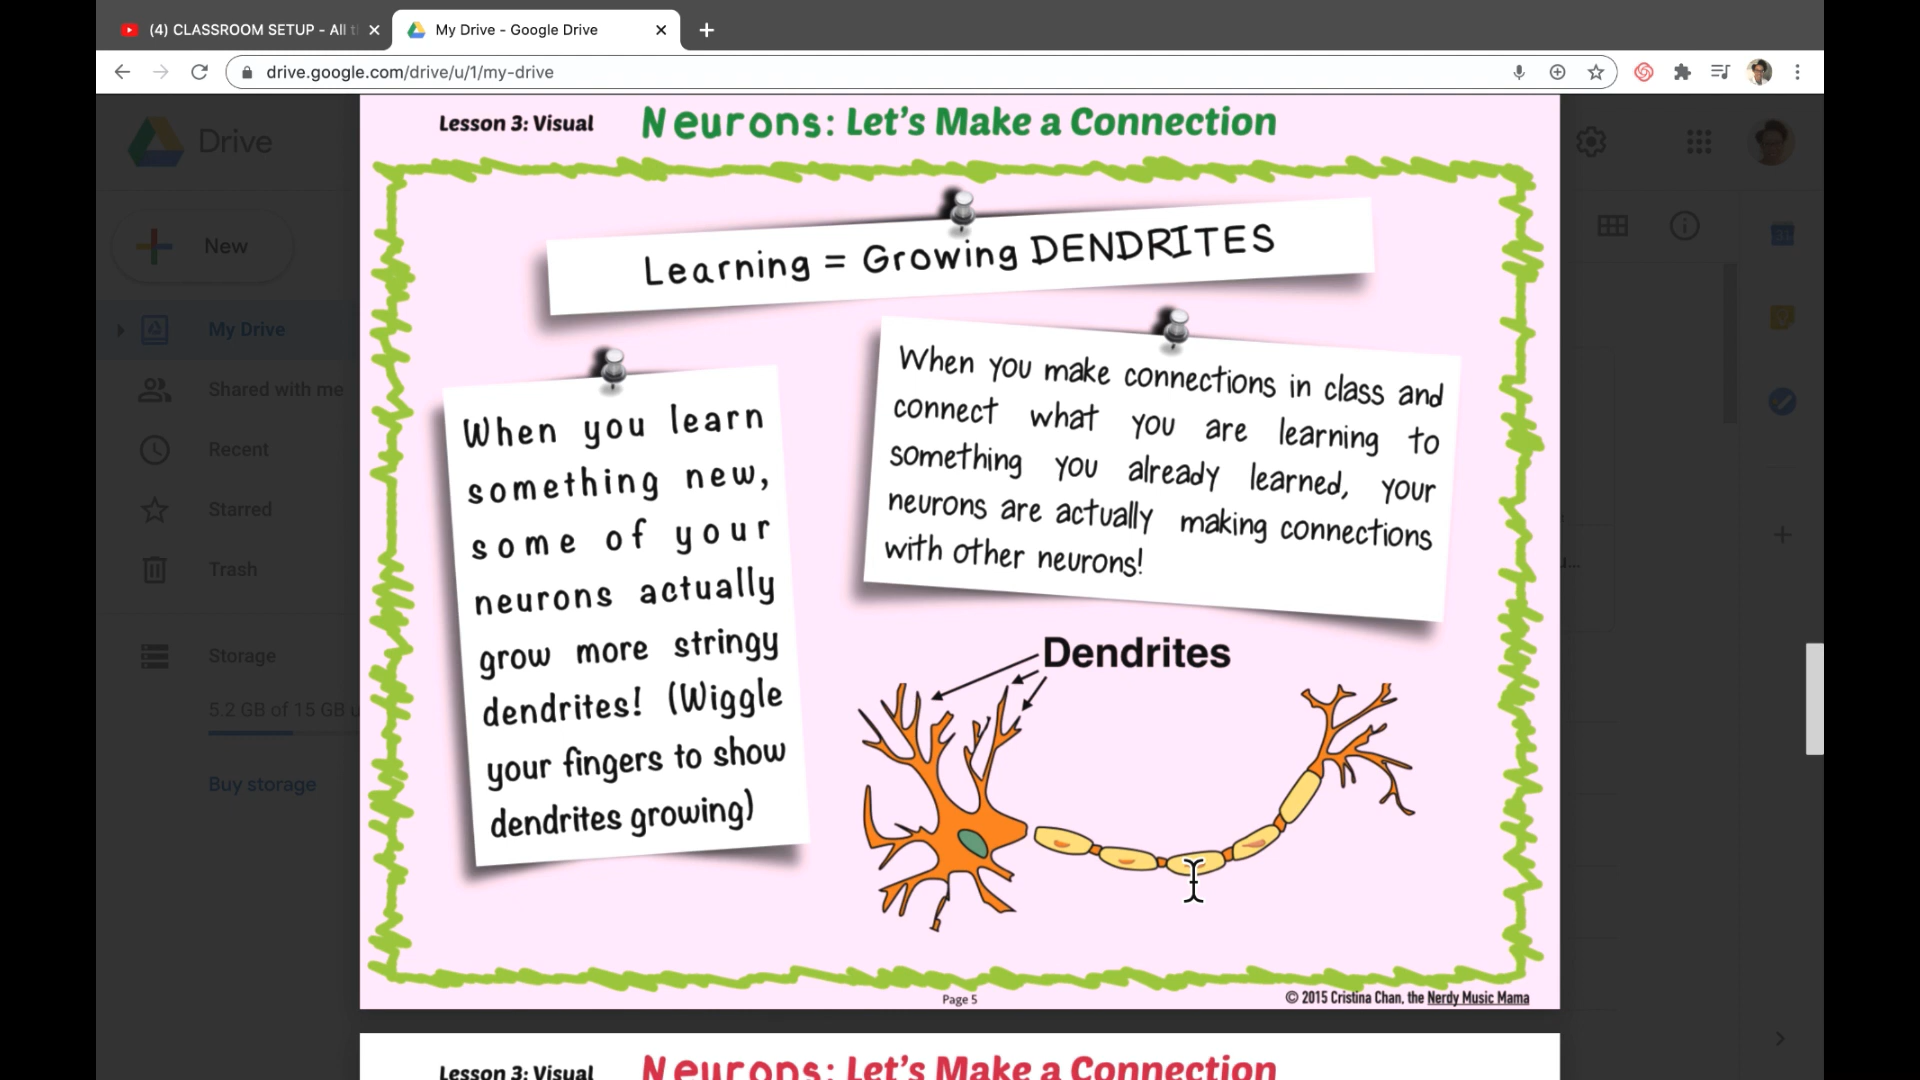 (4) CLASSROOM SETUP - All
My Drive - Google Drive
drive.google.com/drive/u/1/my-drive
Drive
New
My Drive
Shared with me
Recent
Starred
Trash
Storage
5.2 GB of 15 GB
Buy storage
31
Lesson 3: Visual
Neurons: Let's Make a Connection
Learning = Growing DENDRITES
When you learn
something new,
some of your
neurons actually
grow more stringy
dendrites! (Wiggle
your fingers to show
dendrites growing)
When you make connections in class and
connect what you are learning to
something you already learned, your
neurons are actually making connections
with other neurons!
Dendrites
Page 5
© 2015 Cristina Chan, the Nerdy Music Mama
Lesson 3: Visual
Neurons: Let's Make a Connection